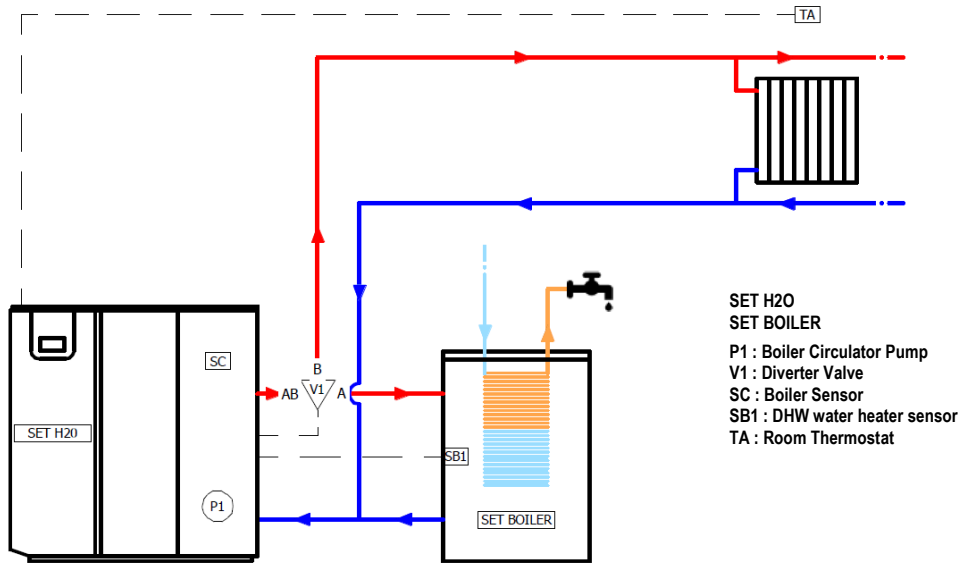 TA
SC
B
AB
V1
A
SET H20
SB1
P1
SET BOILER
SET H2O
SET BOILER
P1 : Boiler Circulator Pump
V1 : Diverter Valve
SC : Boiler Sensor
SB1 : DHW water heater sensor
TA : Room Thermostat